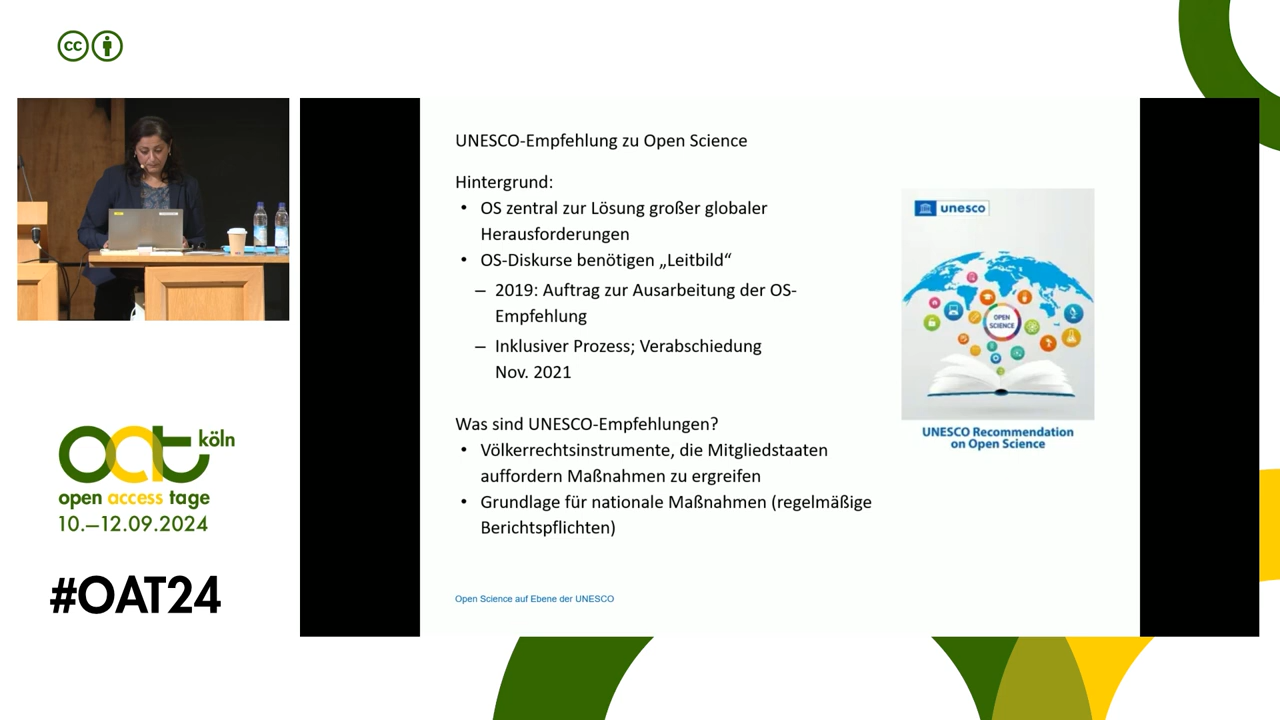 cc
UNESCO-Empfehlung zu Open Science
Hintergrund:
• OS zentral zur Lösung großer globaler
Herausforderungen
• OS-Diskurse benötigen „Leitbild“
– 2019: Auftrag zur Ausarbeitung der OS-
Empfehlung
– Inklusiver Prozess; Verabschiedung
Nov. 2021
Was sind UNESCO-Empfehlungen?
• Völkerrechtsinstrumente, die Mitgliedstaaten
auffordern Maßnahmen zu ergreifen
• Grundlage für nationale Maßnahmen (regelmäßige
Berichtspflichten)
Open Science auf Ebene der UNESCO
unesco
OPEN
SCIENCE
UNESCO Recommendation
on Open Science
oat köln
open access tage
10.–12.09.2024
#OAT24